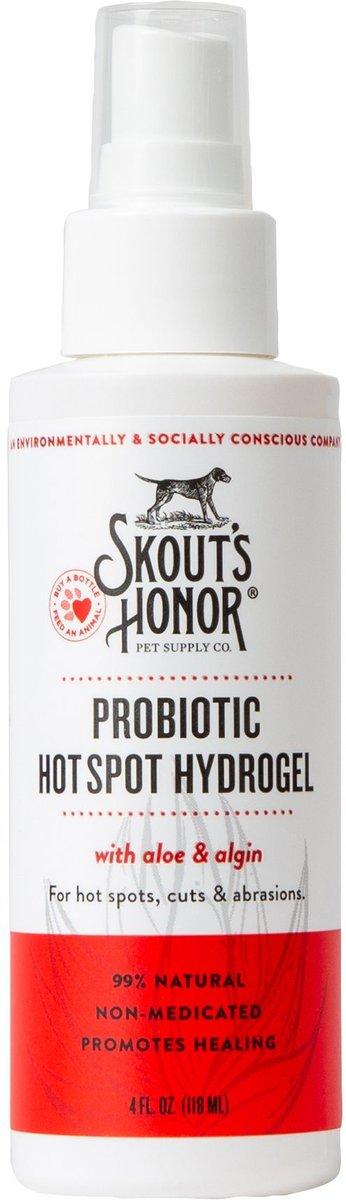 AN ENVIRONMENTALLY & SOCIALLY CONSCIOUS COMPANY
SKOUT'S
HONOR®
PET SUPPLY CO.
BUY A BOTTLE
FEED AN ANIMAL
PROBIOTIC
HOT SPOT HYDROGEL
with aloe & algin
For hot spots, cuts & abrasions.
99% NATURAL
NON-MEDICATED
PROMOTES HEALING
4 FL. OZ. (118 ML)